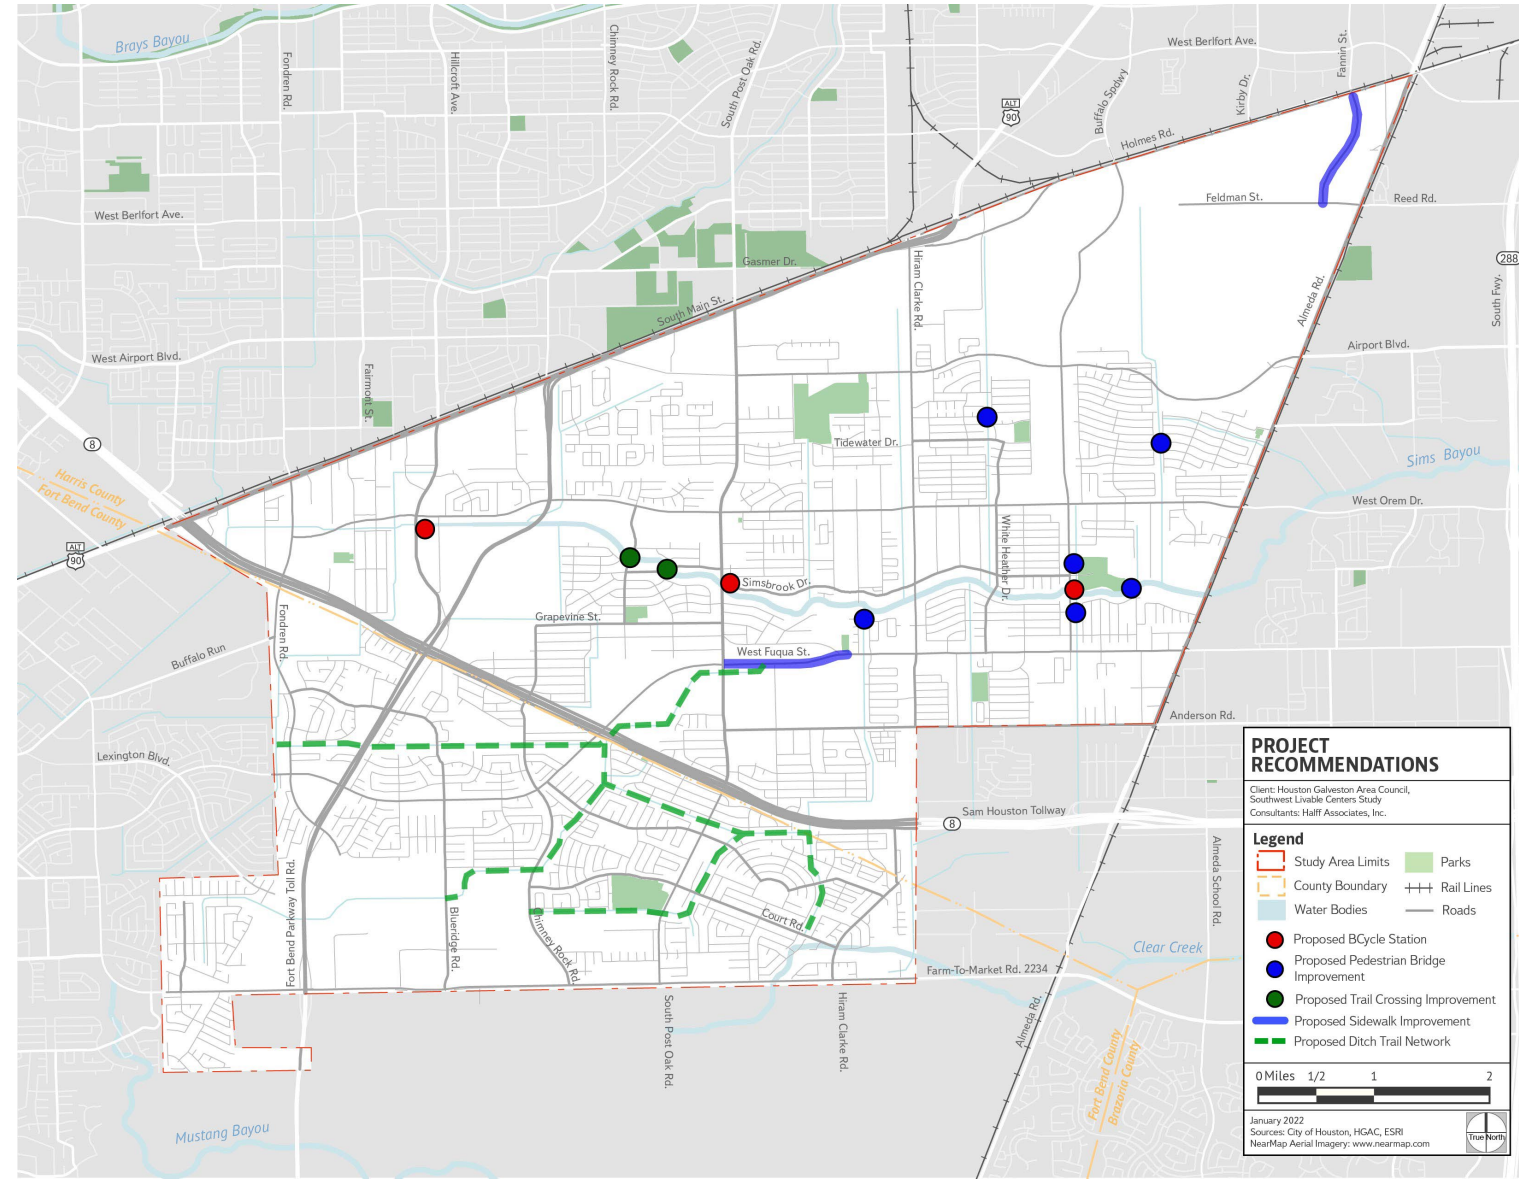 Brays Bayou
Fondren Rd.
Hillcroft Ave.
Chimney Rock Rd.
South Post Oak Rd.
ALT
90
Buffalo Spdwy
West Berlfort Ave.
Kirby Dr.
Fannin St.
Holmes Rd.
West Berlfort Ave.
Feldman St.
Reed Rd.
Gasmer Dr.
Hiram Clarke Rd.
288
South Fwy.
Almeda Rd.
South Main St.
West Airport Blvd.
Airport Blvd.
Fairmont St.
8
Tidewater Dr.
Sims Bayou
Harris County
Fort Bend County
West Orem Dr.
ALT
90
White Heather Dr.
Simsbrook Dr.
Grapevine St.
Fondren Rd.
Buffalo Run
West Fuqua St.
Anderson Rd.
Lexington Blvd.
Sam Houston Tollway
8
Almeda School Rd.
Fort Bend Parkway Toll Rd.
Blueridge Rd.
Chimney Rock Rd.
Court Rd.
Clear Creek
Farm-To-Market Rd. 2234
South Post Oak Rd.
Hiram Clarke Rd.
Almeda Rd.
Fort Bend County
Brazoria County
Mustang Bayou
PROJECT
RECOMMENDATIONS
Client: Houston Galveston Area Council,
Southwest Livable Centers Study
Consultants: Halff Associates, Inc.
Legend
Study Area Limits
Parks
County Boundary
Rail Lines
Water Bodies
Roads
Proposed BCycle Station
Proposed Pedestrian Bridge
Improvement
Proposed Trail Crossing Improvement
Proposed Sidewalk Improvement
Proposed Ditch Trail Network
0 Miles 1/2 1 2
January 2022
Sources: City of Houston, HGAC, ESRI
NearMap Aerial Imagery: www.nearmap.com
True North